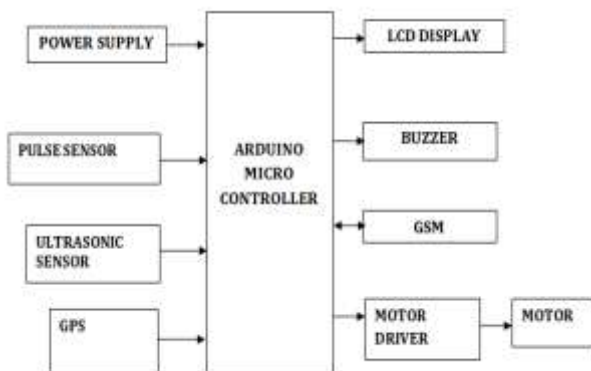 POWER SUPPLY
PULSE SENSOR
ULTRASONIC
SENSOR
GPS
ARDUINO
MICRO
CONTROLLER
LCD DISPLAY
BUZZER
GSM
MOTOR
DRIVER
MOTOR